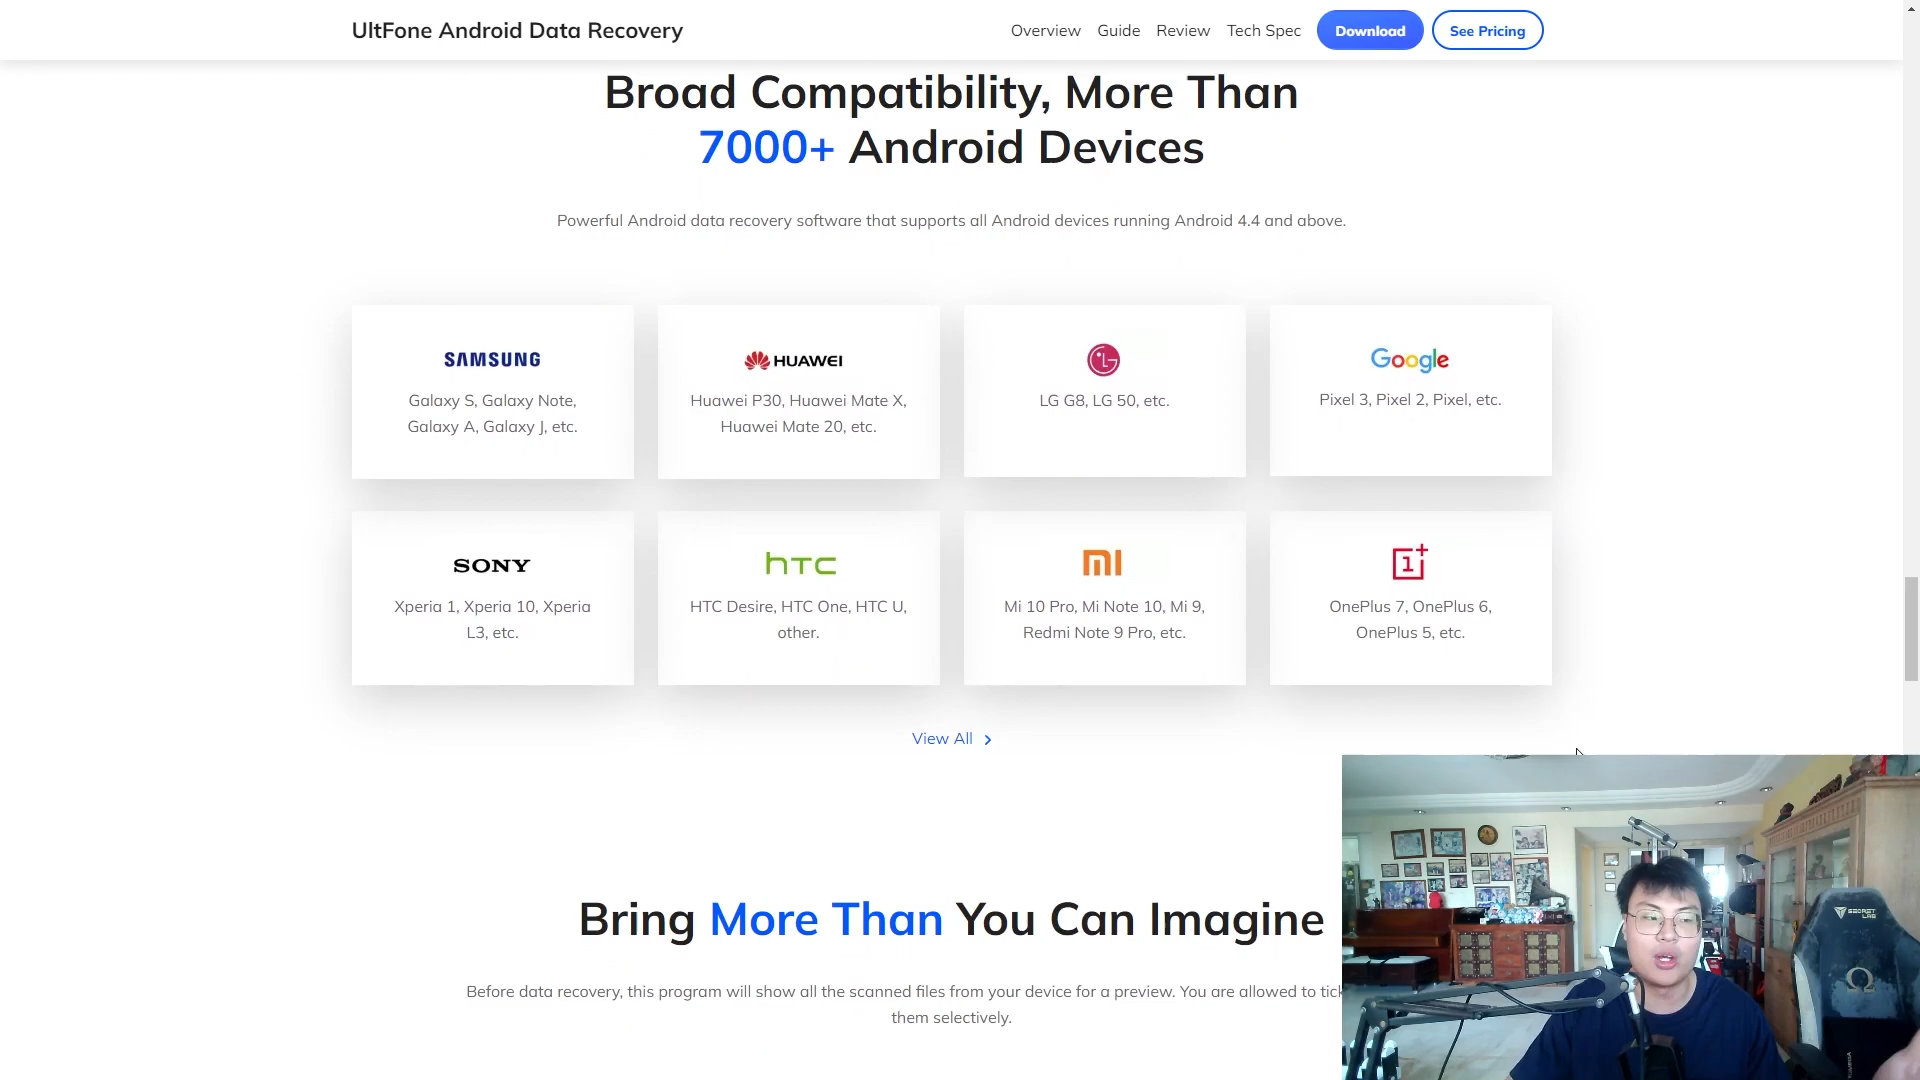 UltFone Android Data Recovery
Overview Guide Review Tech Spec Download See Pricing
Broad Compatibility, More Than
7000+ Android Devices
Powerful Android data recovery software that supports all Android devices running Android 4.4 and above.
SAMSUNG
Galaxy S, Galaxy Note,
Galaxy A, Galaxy J, etc.
HUAWEI
Huawei P30, Huawei Mate X,
Huawei Mate 20, etc.
LG
LG G8, LG 50, etc.
Google
Pixel 3, Pixel 2, Pixel, etc.
SONY
Xperia 1, Xperia 10, Xperia
L3, etc.
hTC
HTC Desire, HTC One, HTC U,
other.
MI
Mi 10 Pro, Mi Note 10, Mi 9,
Redmi Note 9 Pro, etc.
1+
OnePlus 7, OnePlus 6,
OnePlus 5, etc.
View All
Bring More Than You Can Imagine
Before data recovery, this program will show all the scanned files from your device for a preview. You are allowed to tick
them selectively.
SECRET
LAB